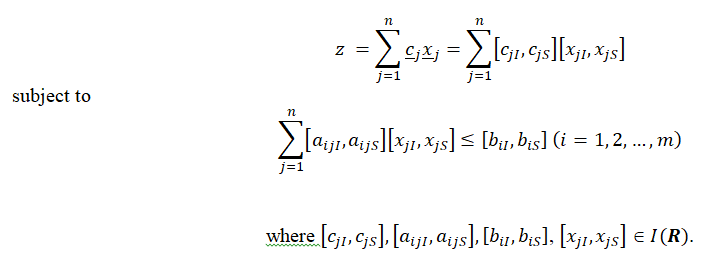 z = ∑_{j=1}^{n} c̲_j x̲_j = ∑_{j=1}^{n} [c_{jI}, c_{jS}][x_{jI}, x_{jS}]
subject to
∑_{j=1}^{n} [a_{ijI}, a_{ijS}][x_{jI}, x_{jS}] ≤ [b_{iI}, b_{iS}] (i = 1, 2, …, m)
where [c_{jI}, c_{jS}], [a_{ijI}, a_{ijS}], [b_{iI}, b_{iS}], [x_{jI}, x_{jS}] ∈ I(R).